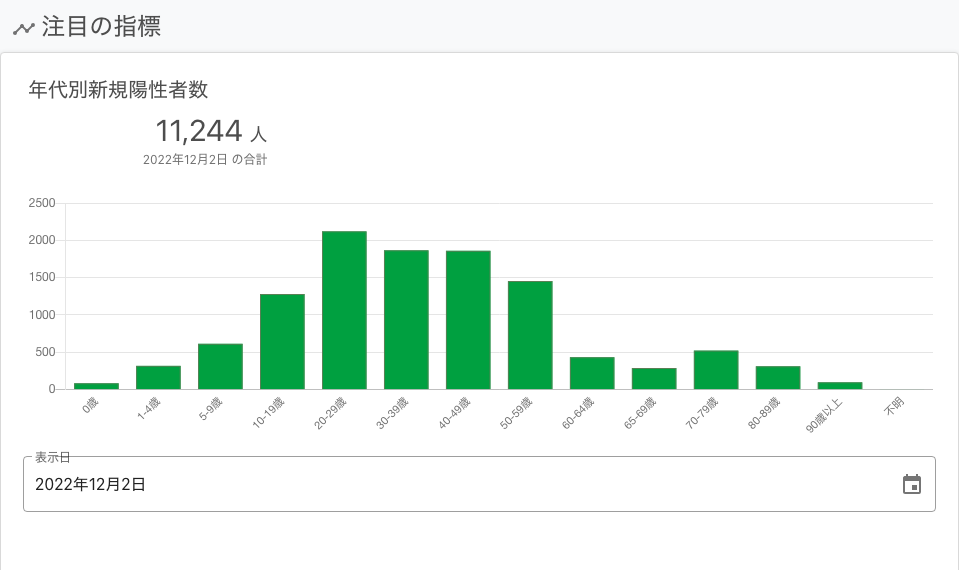 注目の指標
年代別新規陽性者数
11,244 人
2022年12月2日 の合計
2500
2000
1500
1000
500
0
0歳
1-4歳
5-9歳
10-19歳
20-29歳
30-39歳
40-49歳
50-59歳
60-64歳
65-69歳
70-79歳
80-89歳
90歳以上
不明
表示日
2022年12月2日